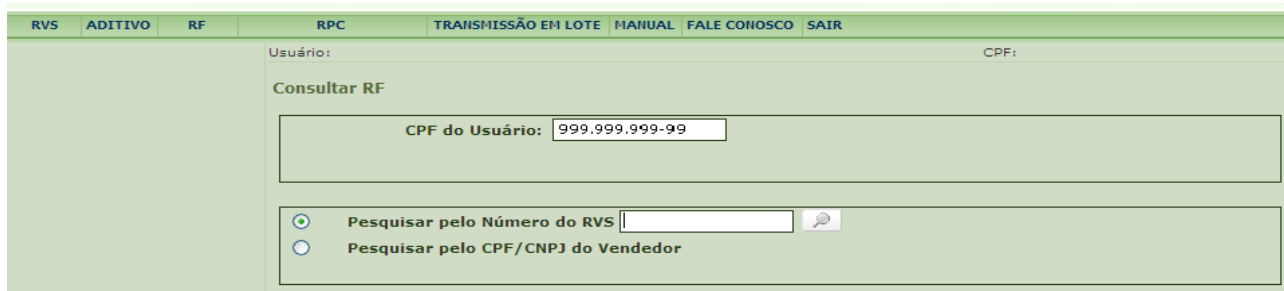 RVS ADITIVO RF RPC TRANSMISSÃO EM LOTE MANUAL FALE CONOSCO SAIR
Usuário: CPF:
Consultar RF
CPF do Usuário: 999.999.999-99
Pesquisar pelo Número do RVS
Pesquisar pelo CPF/CNPJ do Vendedor